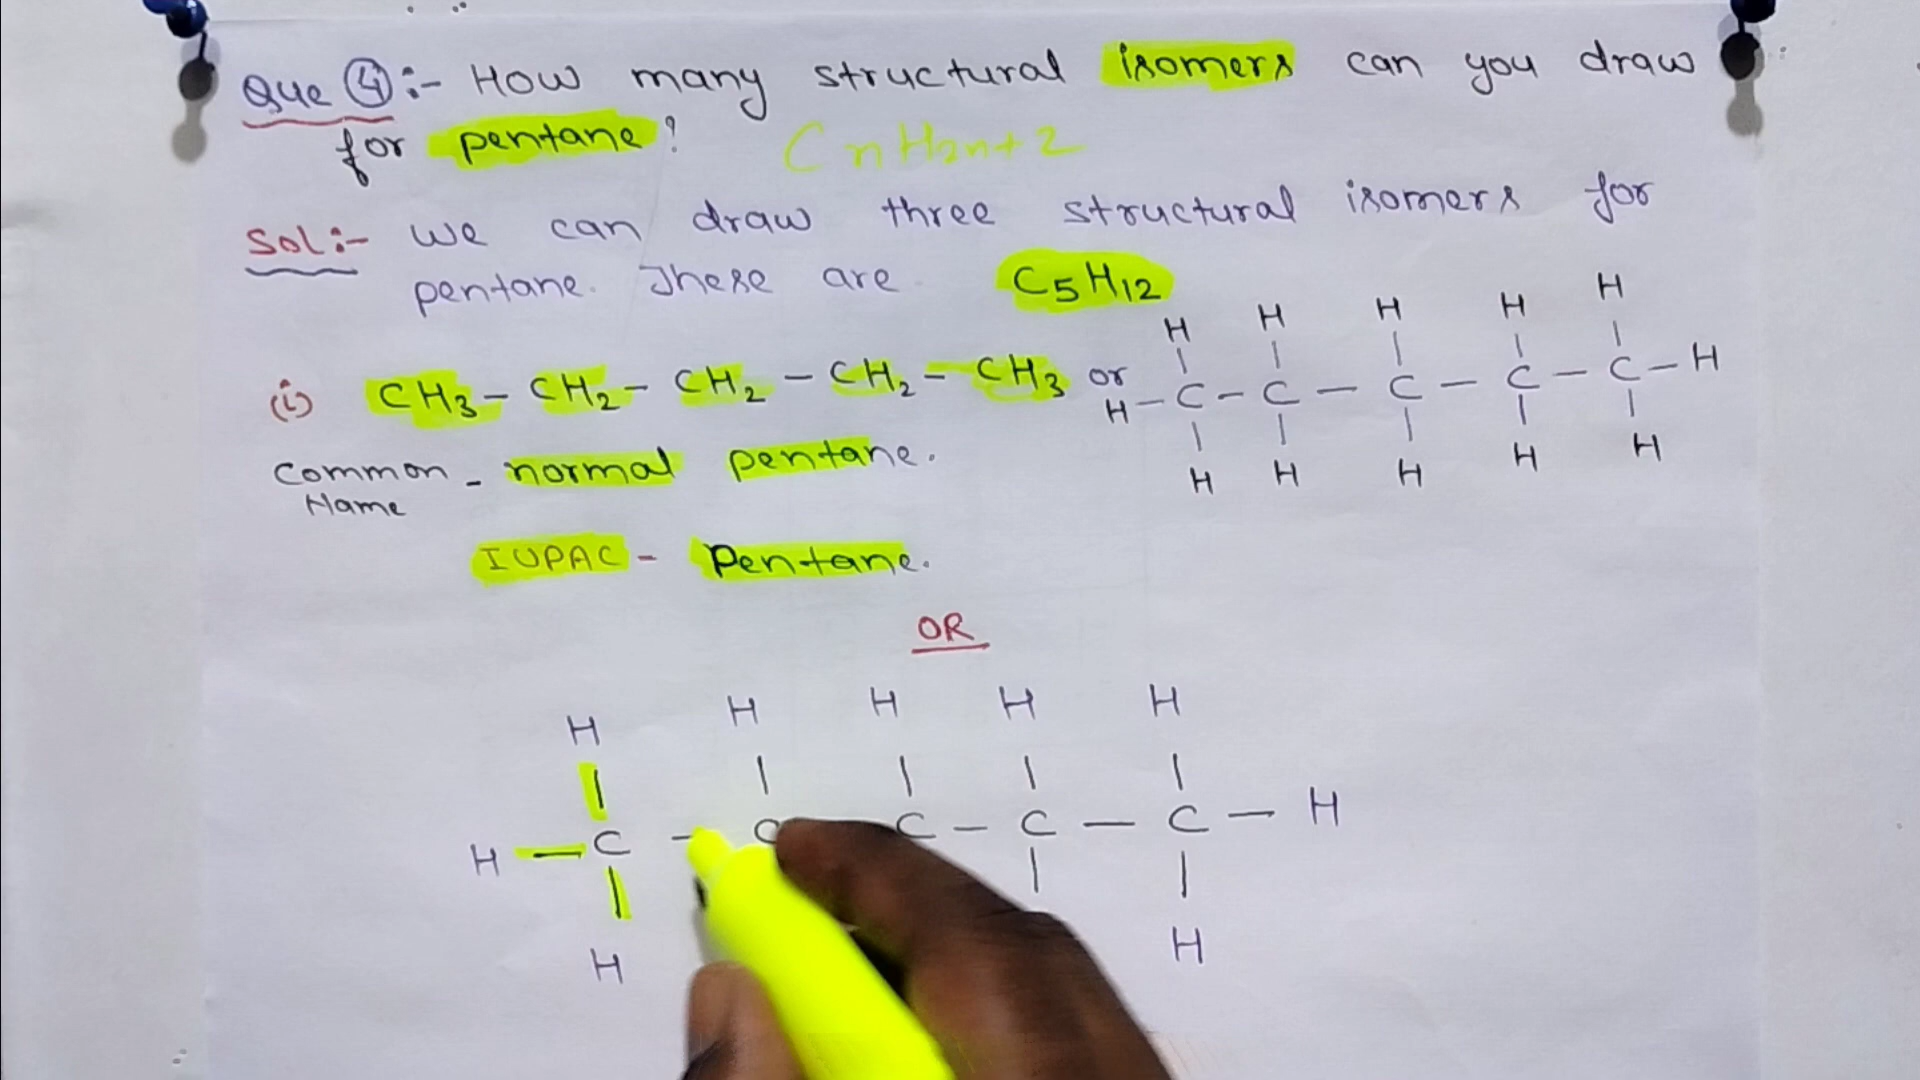 Que ④:- How many structural isomers can you draw
for pentane? CnH2n+2
Sol:- We can draw three structural isomers for
pentane. These are C5H12
(i) CH3-CH2-CH2-CH2-CH3 or
H H H H H
H-C-C-C-C-C-H
H H H H H
Common Name - normal pentane.
IUPAC - Pentane.
OR
H H H H H
H-C-C-C-C-C-H
H H